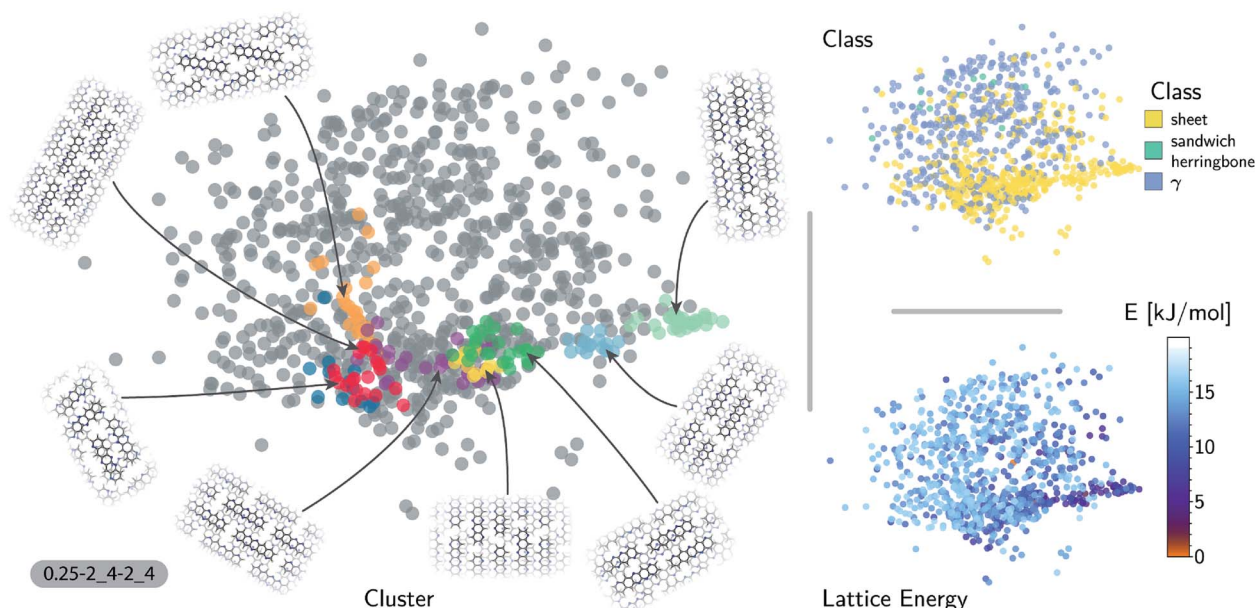 Class
Class
sheet
sandwich
herringbone
γ
E [kJ/mol]
15
10
5
0
0.25-2_4-2_4
Cluster
Lattice Energy